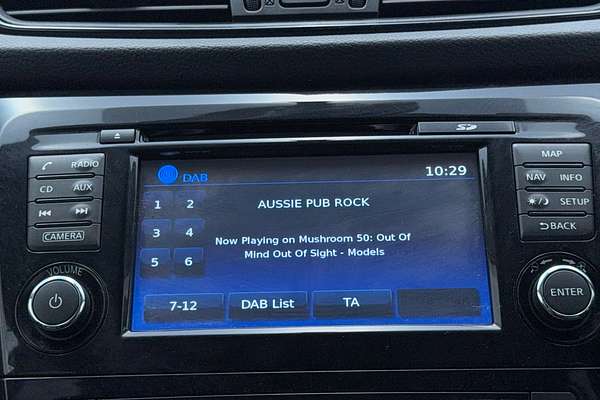 SD
RADIO
CD AUX
CAMERA
VOLUME
DAB 10:29
1 2
3 4
5 6
AUSSIE PUB ROCK
Now Playing on Mushroom 50: Out Of
Mind Out Of Sight - Models
7-12 DAB List TA
MAP
NAV INFO
SETUP
BACK
ENTER